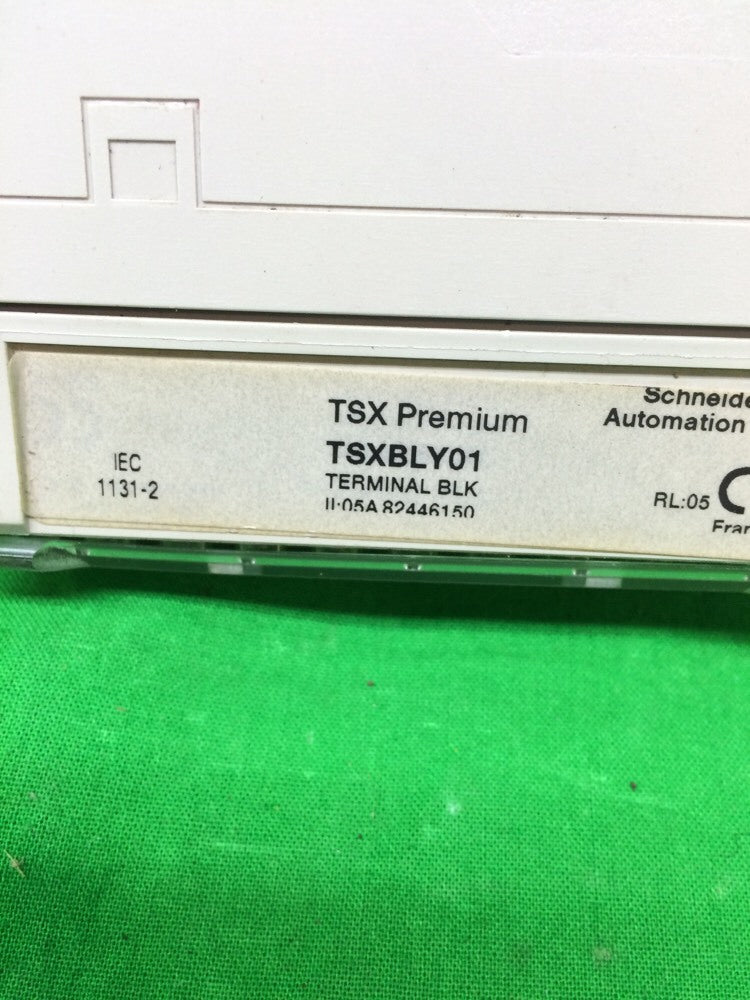 IEC
1131-2
TSX Premium
TSXBLY01
TERMINAL BLK
II:05A 82446150
Schneide
Automation
RL:05
Fran